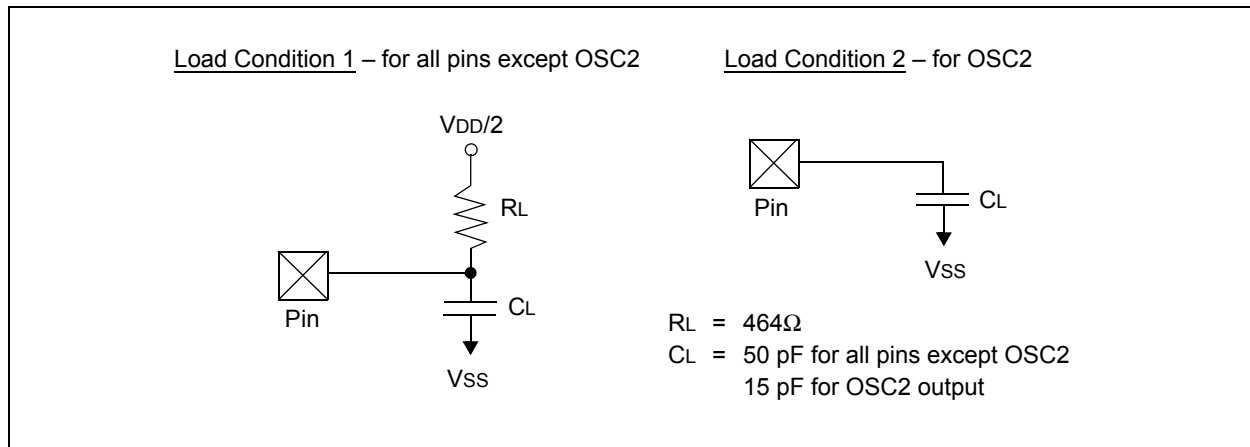 Load Condition 1 – for all pins except OSC2
VDD/2
RL
Pin
CL
VSS
Load Condition 2 – for OSC2
Pin
CL
VSS
RL = 464Ω
CL = 50 pF for all pins except OSC2
15 pF for OSC2 output